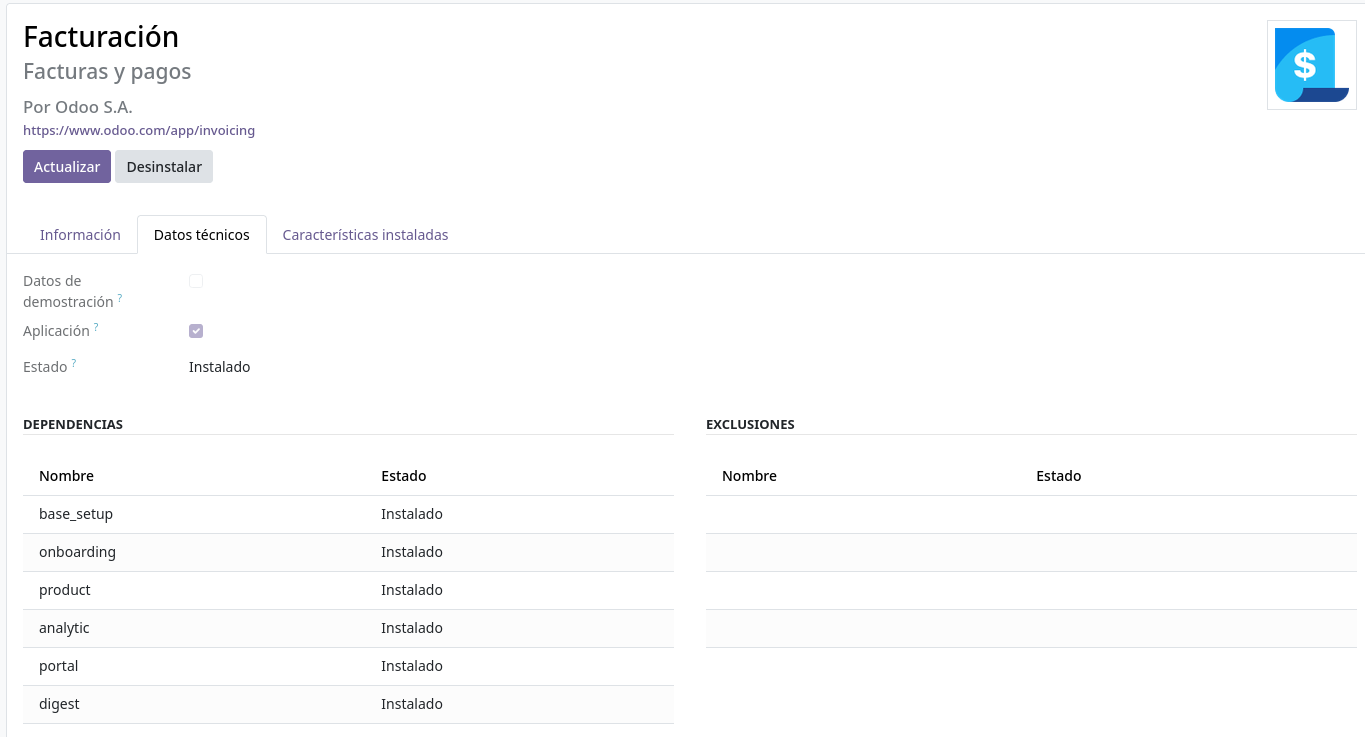 Facturación
Facturas y pagos
Por Odoo S.A.
https://www.odoo.com/app/invoicing
Actualizar Desinstalar
$
Información Datos técnicos Características instaladas
Datos de
demostración ?
Aplicación ?
Estado ? Instalado
DEPENDENCIAS EXCLUSIONES
Nombre Estado Nombre Estado
base_setup Instalado
onboarding Instalado
product Instalado
analytic Instalado
portal Instalado
digest Instalado